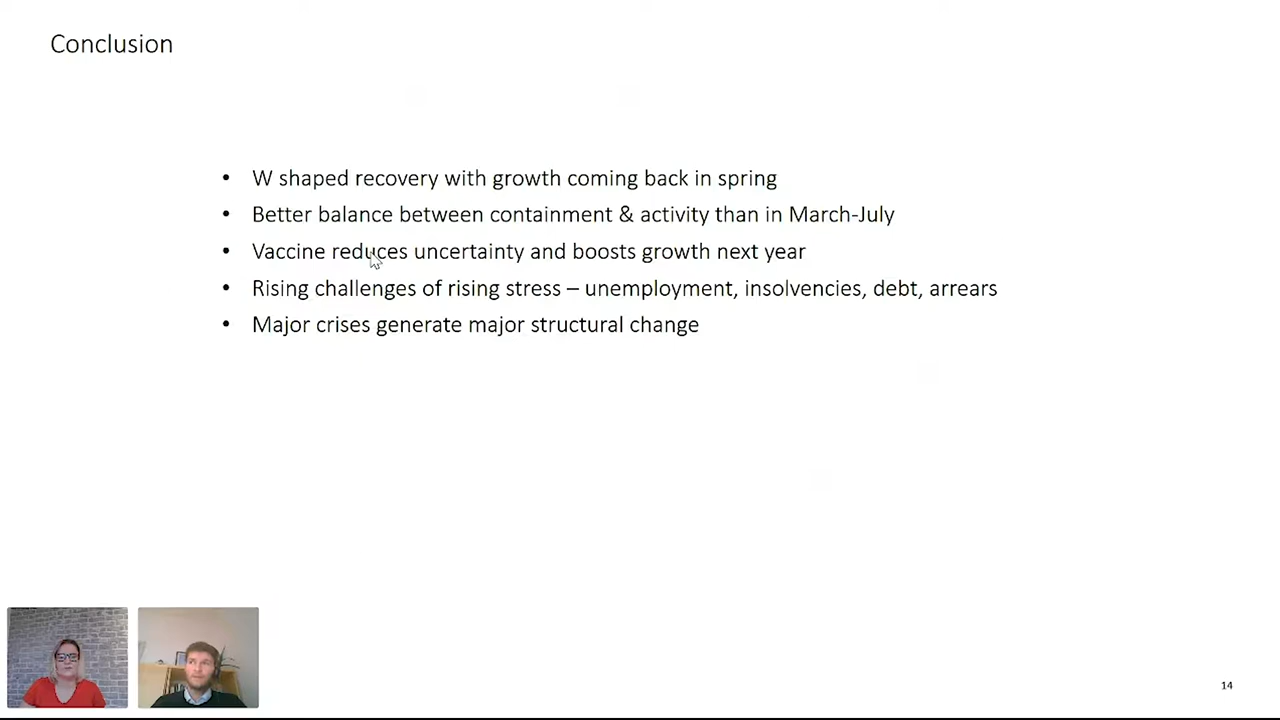 Conclusion
• W shaped recovery with growth coming back in spring
• Better balance between containment & activity than in March-July
• Vaccine reduces uncertainty and boosts growth next year
• Rising challenges of rising stress – unemployment, insolvencies, debt, arrears
• Major crises generate major structural change
14